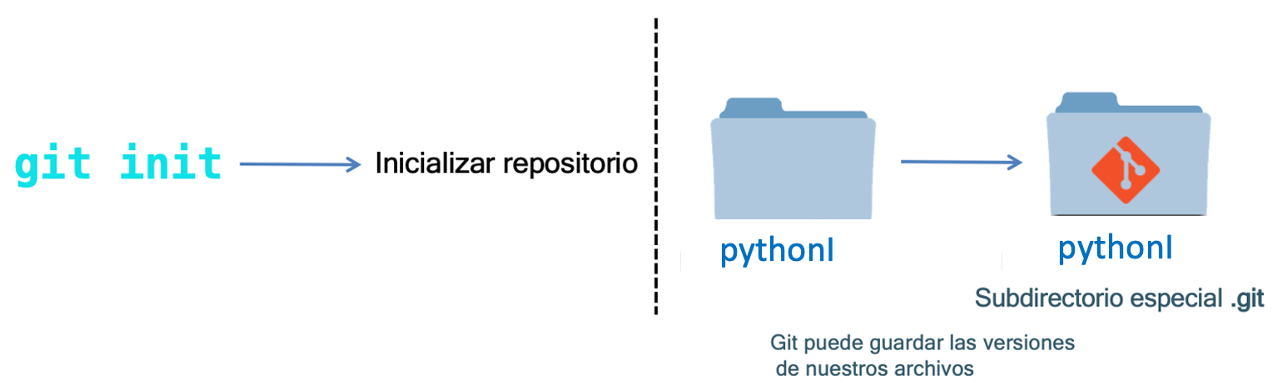 git init
Inicializar repositorio
pythonI
pythonI
Subdirectorio especial .git
Git puede guardar las versiones
de nuestros archivos